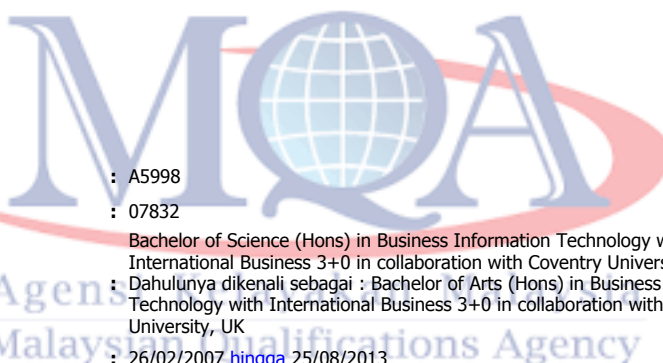 MQA
: A5998
: 07832
Bachelor of Science (Hons) in Business Information Technology w
International Business 3+0 in collaboration with Coventry Univers
: Dahulunya dikenali sebagai : Bachelor of Arts (Hons) in Business
Technology with International Business 3+0 in collaboration with
University, UK
Agensi Kelayakan Malaysia
Malaysian Qualifications Agency
: 26/02/2007 hingga 25/08/2013